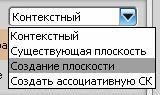 Контекстный
Контекстный
Существующая плоскость
Создание плоскости
Создать ассоциативную СК